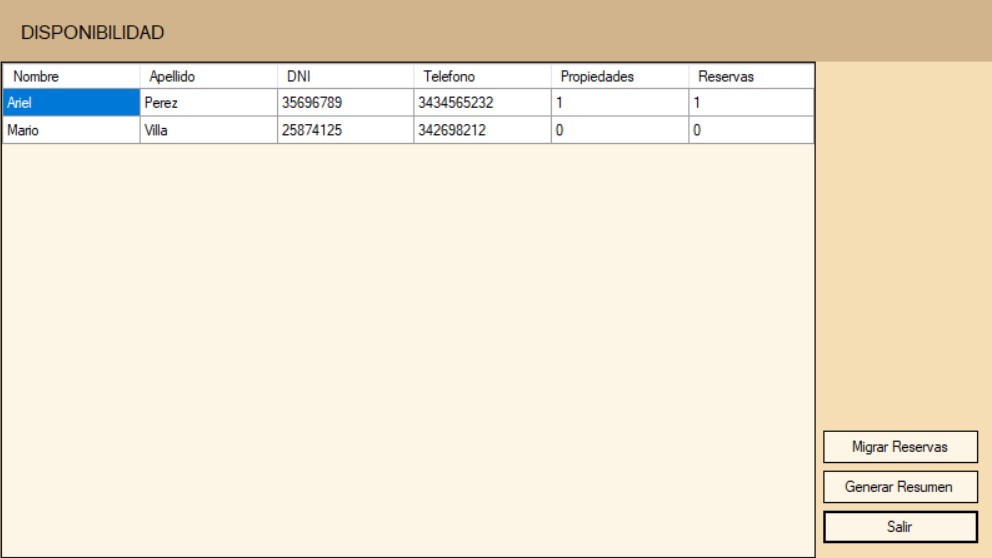 DISPONIBILIDAD
Nombre Apellido DNI Telefono Propiedades Reservas
Ariel Perez 35696789 3434565232 1 1
Mario Villa 25874125 342698212 0 0
Migrar Reservas
Generar Resumen
Salir